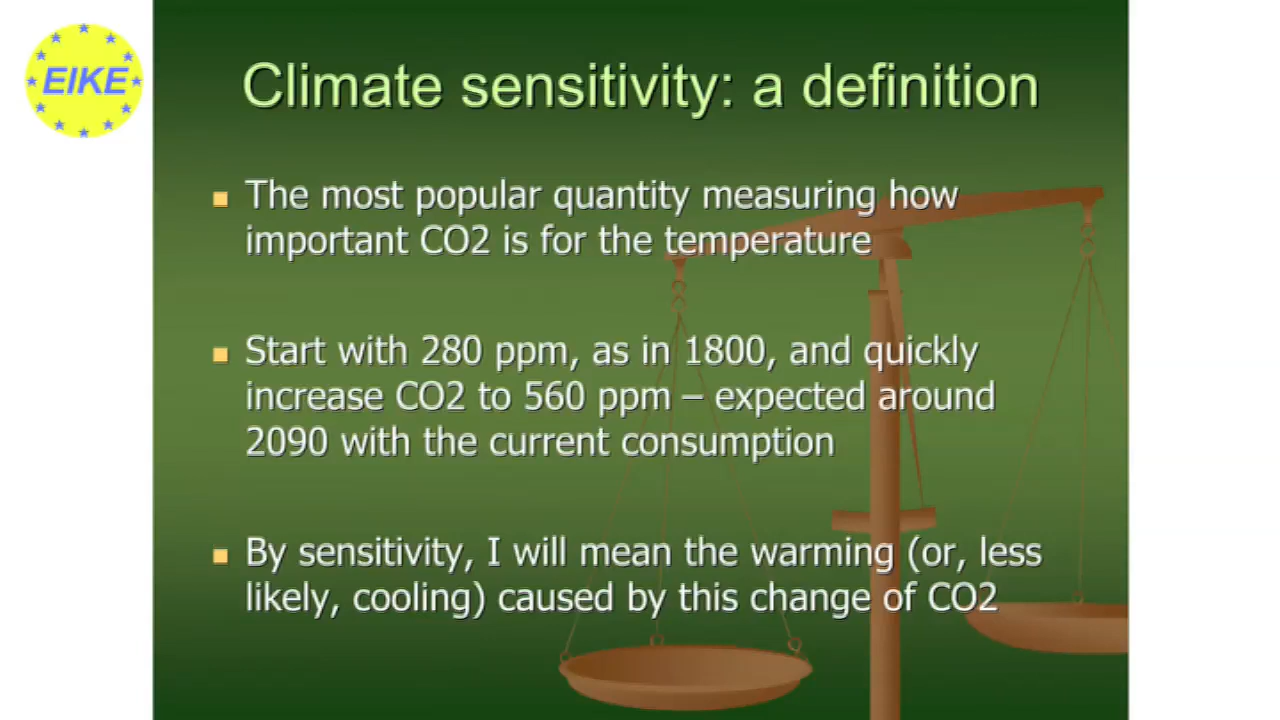 EIKE
Climate sensitivity: a definition
The most popular quantity measuring how
important CO2 is for the temperature
Start with 280 ppm, as in 1800, and quickly
increase CO2 to 560 ppm – expected around
2090 with the current consumption
By sensitivity, I will mean the warming (or, less
likely, cooling) caused by this change of CO2